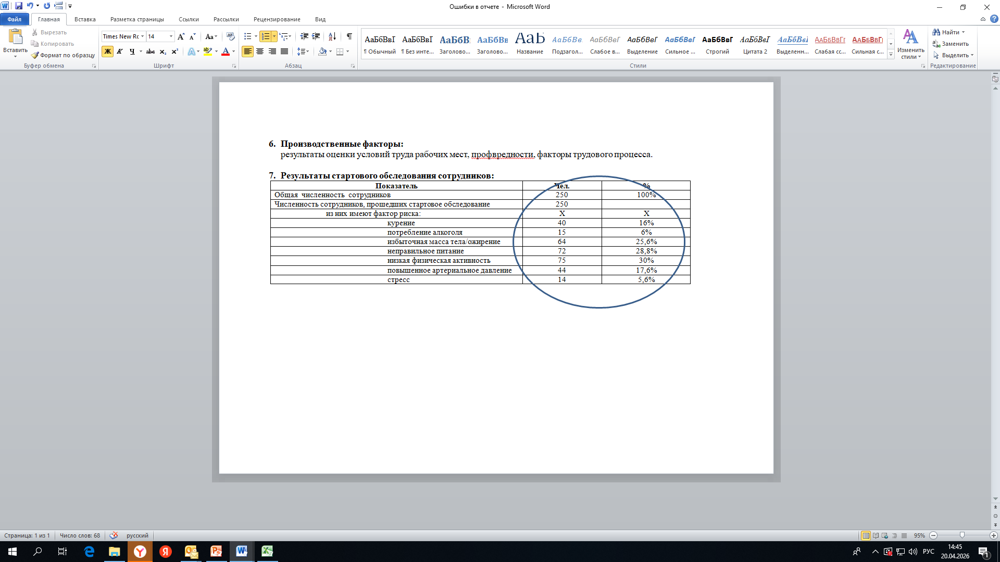 Ошибки в отчете - Microsoft Word
Файл Главная Вставка Разметка страницы Ссылки Рассылки Рецензирование Вид
Вставить
Вырезать
Копировать
Формат по образцу
Буфер обмена
Times New Rc 14
Ж К Ч abc x₂ x²
Шрифт
Абзац
АаБбВвГ АаБбВвГ АаБбВ АаБбВв АаБ АаБбВв АаБбВвГ АаБбВвГ АаБбВвГ АаБбВвГ АаБбВвГ АаБбВвГ АаБбВвГг АаБбВвГг
¶ Обычный ¶ Без инте... Заголово... Заголово... Название Подзагол... Слабое в... Выделение Сильное ... Строгий Цитата 2 Выделенн... Слабая сс... Сильная с...
Стили
Изменить стили
Найти
Заменить
Выделить
Редактирование
6. Производственные факторы:
результаты оценки условий труда рабочих мест, профвредности, факторы трудового процесса.
7. Результаты стартового обследования сотрудников:
Показатель Чел. %
Общая численность сотрудников 250 100%
Численность сотрудников, прошедших стартовое обследование 250
из них имеют фактор риска: Х Х
курение 40 16%
потребление алкоголя 15 6%
избыточная масса тела/ожирение 64 25,6%
неправильное питание 72 28,8%
низкая физическая активность 75 30%
повышенное артериальное давление 44 17,6%
стресс 14 5,6%
Страница: 1 из 1 Число слов: 68 русский 95%
РУС 14:45
20.04.2026
1